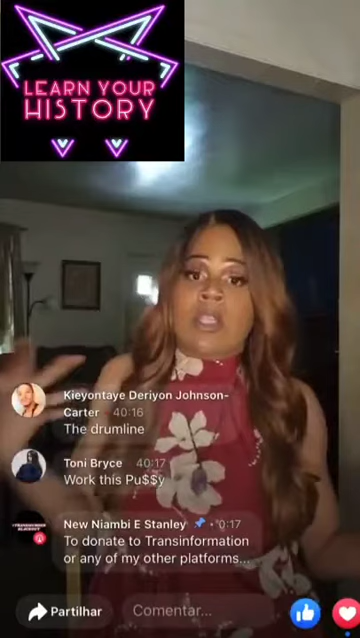 LEARN YOUR
HISTORY
Kieyontaye Deriyon Johnson-
Carter 40:16
The drumline
Toni Bryce 40:17
Work this Pu$$y
New Niambi E Stanley 📌 • '0:17
To donate to Transinformation
or any of my other platforms...
Partilhar
Comentar...